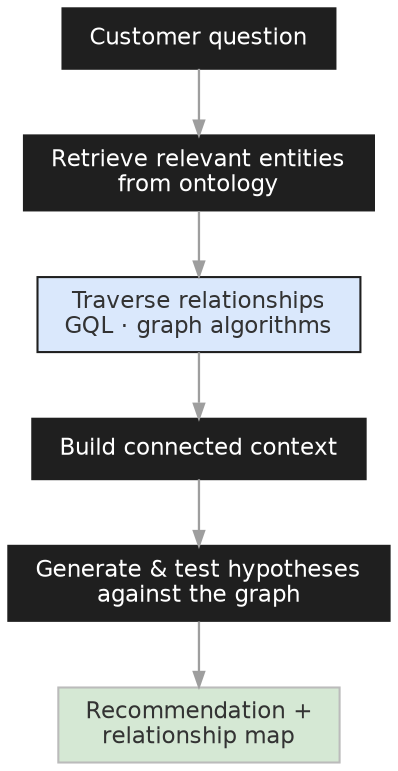 Customer question
Retrieve relevant entities
from ontology
Traverse relationships
GQL · graph algorithms
Build connected context
Generate & test hypotheses
against the graph
Recommendation +
relationship map